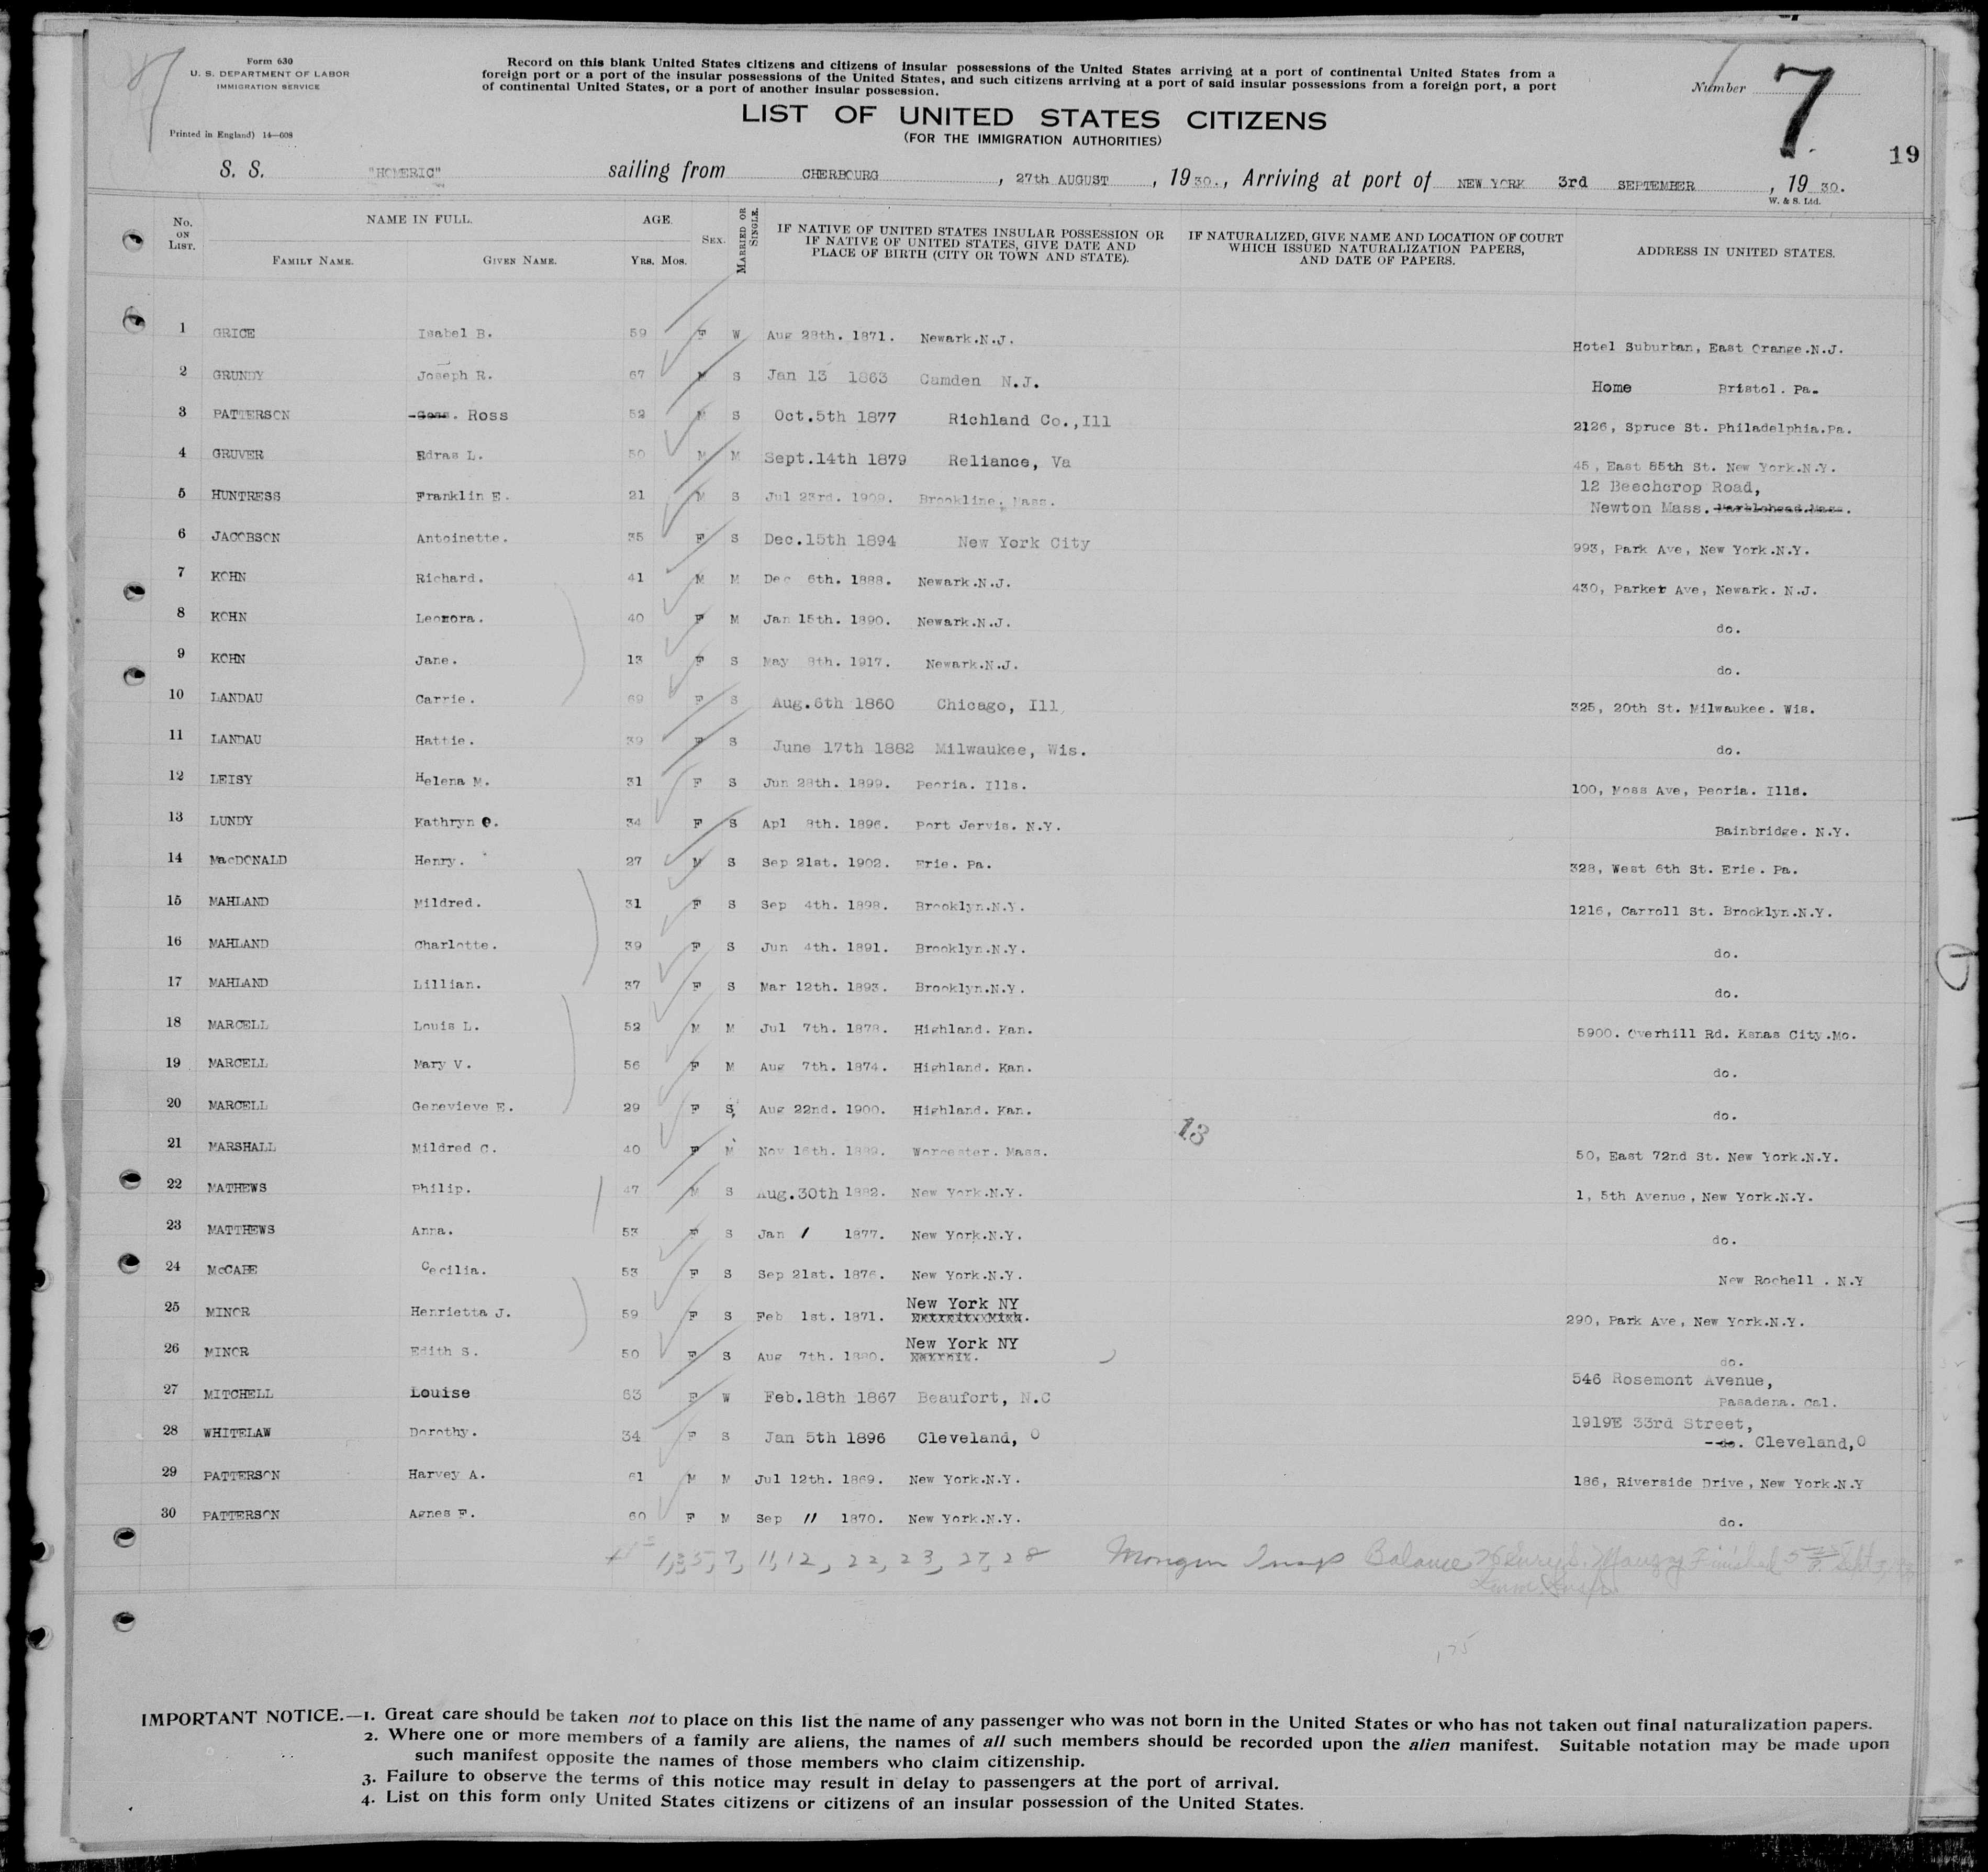 Form 630
U. S. DEPARTMENT OF LABOR
IMMIGRATION SERVICE
Printed in England) 14—608
Record on this blank United States citizens and citizens of insular possessions of the United States arriving at a port of continental United States from a
foreign port or a port of the insular possessions of the United States, and such citizens arriving at a port of said insular possessions from a foreign port, a port
of continental United States, or a port of another insular possession.
LIST OF UNITED STATES CITIZENS
(FOR THE IMMIGRATION AUTHORITIES)
Number 7
19
S. S. "HOMERIC" sailing from CHERBOURG, 27th AUGUST, 1930., Arriving at port of NEW YORK 3rd SEPTEMBER, 1930.
W. & S. Ltd.
No. ON LIST. NAME IN FULL. FAMILY NAME. GIVEN NAME. AGE. YRS. MOS. SEX. MARRIED OR SINGLE. IF NATIVE OF UNITED STATES INSULAR POSSESSION OR IF NATIVE OF UNITED STATES, GIVE DATE AND PLACE OF BIRTH (CITY OR TOWN AND STATE). IF NATURALIZED, GIVE NAME AND LOCATION OF COURT WHICH ISSUED NATURALIZATION PAPERS, AND DATE OF PAPERS. ADDRESS IN UNITED STATES.
1 GRICE Isabel B. 59 F W Aug 28th. 1871. Newark.N.J. Hotel Suburban, East Orange.N.J.
2 GRUNDY Joseph R. 67 M S Jan 13 1863 Camden N.J. Home Bristol. Pa.
3 PATTERSON Ross 52 M S Oct.5th 1877 Richland Co.,Ill 2126, Spruce St. Philadelphia.Pa.
4 GRUVER Edras L. 50 M M Sept.14th 1879 Reliance, Va 45, East 85th St. New York.N.Y.
5 HUNTRESS Franklin E. 21 M S Jul 23rd. 1909. Brookline. Mass. 12 Beechcrop Road,
Newton Mass. Marblehead.Mass.
6 JACOBSON Antoinette. 35 F S Dec.15th 1894 New York City 993, Park Ave, New York.N.Y.
7 KOHN Richard. 41 M M Dec 6th. 1888. Newark.N.J. 430, Parker Ave, Newark. N.J.
8 KOHN Leonora. 40 F M Jan 15th. 1890. Newark.N.J. do.
9 KOHN Jane. 13 F S May 8th. 1917. Newark.N.J. do.
10 LANDAU Carrie. 69 F S Aug.6th 1860 Chicago, Ill 325, 20th St. Milwaukee. Wis.
11 LANDAU Hattie. 39 F S June 17th 1882 Milwaukee, Wis. do.
12 LEISY Helena M. 31 F S Jun 28th. 1899. Peoria. Ills. 100, Moss Ave, Peoria. Ills.
13 LUNDY Kathryn C. 34 F S Apl 8th. 1896. Port Jervis. N.Y. Bainbridge. N.Y.
14 MacDONALD Henry. 27 M S Sep 21st. 1902. Erie. Pa. 328, West 6th St. Erie. Pa.
15 MAHLAND Mildred. 31 F S Sep 4th. 1898. Brooklyn.N.Y. 1216, Carroll St. Brooklyn.N.Y.
16 MAHLAND Charlotte. 39 F S Jun 4th. 1891. Brooklyn.N.Y. do.
17 MAHLAND Lillian. 37 F S Mar 12th. 1893. Brooklyn.N.Y. do.
18 MARCELL Louis L. 52 M M Jul 7th. 1878. Highland. Kan. 5900. Overhill Rd. Kanas City.Mo.
19 MARCELL Mary V. 56 F M Aug 7th. 1874. Highland. Kan. do.
20 MARCELL Genevieve E. 29 F S Aug 22nd. 1900. Highland. Kan. do.
13
21 MARSHALL Mildred C. 40 F M Nov 16th. 1889. Worcester. Mass. 50, East 72nd St. New York.N.Y.
22 MATHEWS Philip. 47 M S Aug.30th 1882. New York.N.Y. 1, 5th Avenue, New York.N.Y.
23 MATTHEWS Anna. 53 F S Jan 1 1877. New York.N.Y. do.
24 McCABE Cecilia. 53 F S Sep 21st. 1876. New York.N.Y. New Rochell . N.Y
25 MINOR Henrietta J. 59 F S Feb 1st. 1871. New York NY 290, Park Ave, New York.N.Y.
26 MINOR Edith S. 50 F S Aug 7th. 1880. New York NY do.
27 MITCHELL Louise 63 F W Feb.18th 1867 Beaufort, N.C 546 Rosemont Avenue,
Pasadena. Cal.
28 WHITELAW Dorothy. 34 F S Jan 5th 1896 Cleveland, O 1919E 33rd Street,
do. Cleveland,O
29 PATTERSON Harvey A. 61 M M Jul 12th. 1869. New York.N.Y. 186, Riverside Drive, New York.N.Y
30 PATTERSON Agnes F. 60 F M Sep 11 1870. New York.N.Y. do.
1,3,5,7, 11,12, 22, 23, 27,28 Balance Finished
IMPORTANT NOTICE.—1. Great care should be taken not to place on this list the name of any passenger who was not born in the United States or who has not taken out final naturalization papers.
2. Where one or more members of a family are aliens, the names of all such members should be recorded upon the alien manifest. Suitable notation may be made upon
such manifest opposite the names of those members who claim citizenship.
3. Failure to observe the terms of this notice may result in delay to passengers at the port of arrival.
4. List on this form only United States citizens or citizens of an insular possession of the United States.